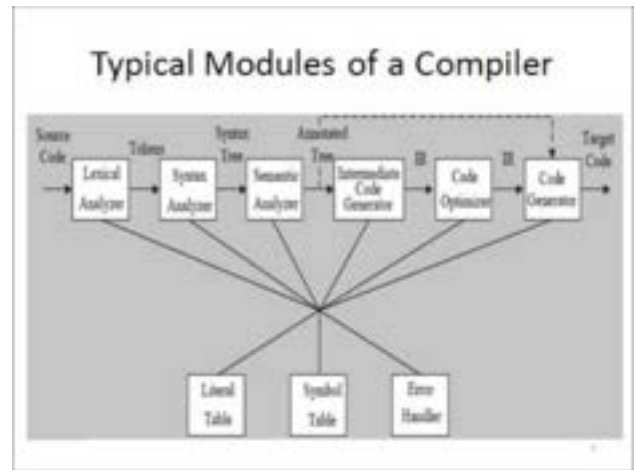 Typical Modules of a Compiler
Source
Code
Tokens
Syntax
Tree
Annotated
Tree
IR
IR
Target
Code
Lexical
Analyzer
Syntax
Analyzer
Semantic
Analyzer
Intermediate
Code
Generator
Code
Optimizer
Code
Generator
Literal
Table
Symbol
Table
Error
Handler